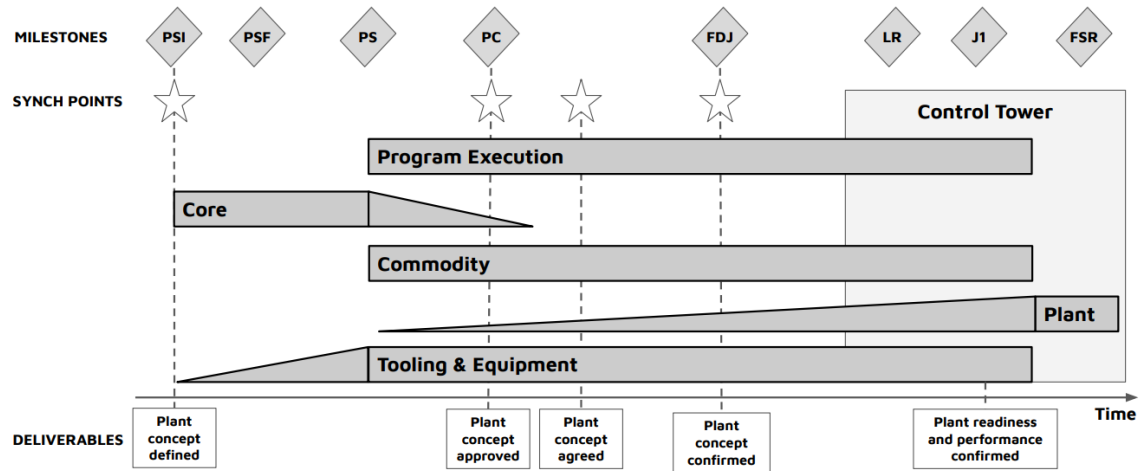 MILESTONES
PSI
PSF
PS
PC
FDJ
LR
J1
FSR
SYNCH POINTS
Control Tower
Program Execution
Core
Commodity
Plant
Tooling & Equipment
Time
DELIVERABLES
Plant
concept
defined
Plant
concept
approved
Plant
concept
agreed
Plant
concept
confirmed
Plant readiness
and performance
confirmed